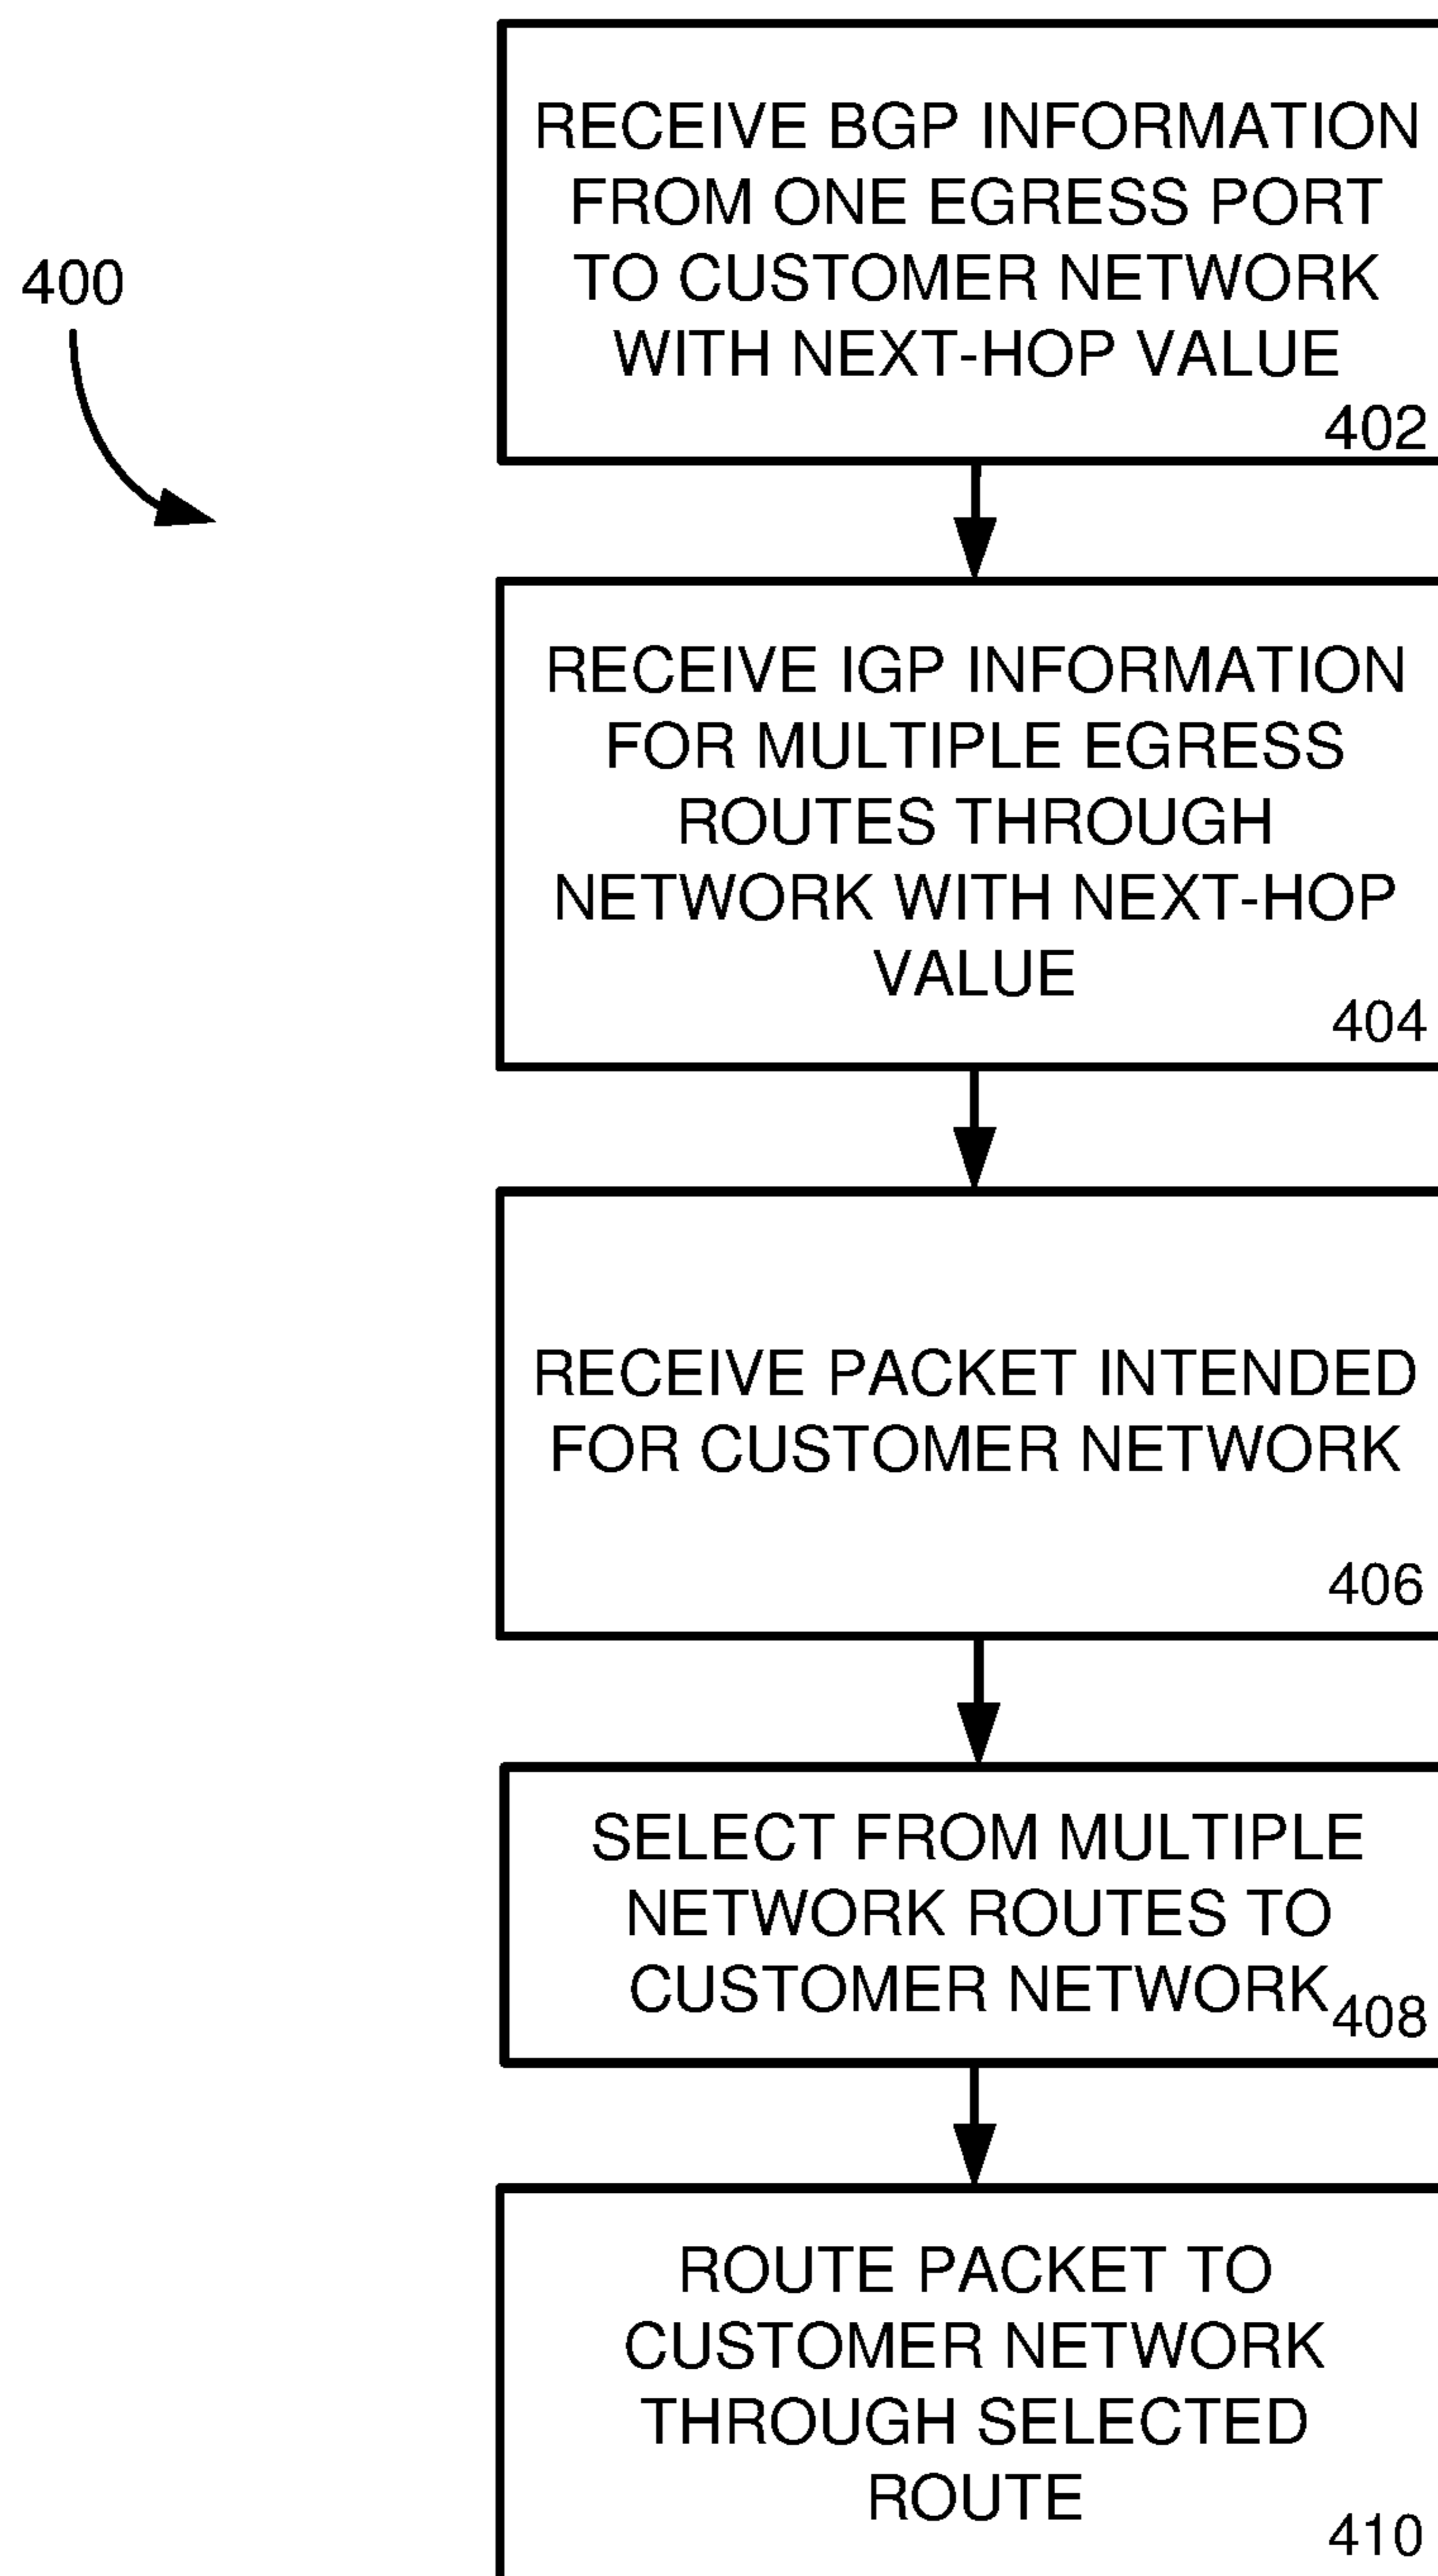 RECEIVE BGP INFORMATION
FROM ONE EGRESS PORT
TO CUSTOMER NETWORK
WITH NEXT-HOP VALUE
402
400
RECEIVE IGP INFORMATION
FOR MULTIPLE EGRESS
ROUTES THROUGH
NETWORK WITH NEXT-HOP
VALUE
404
RECEIVE PACKET INTENDED
FOR CUSTOMER NETWORK
406
SELECT FROM MULTIPLE
NETWORK ROUTES TO
CUSTOMER NETWORK
408
ROUTE PACKET TO
CUSTOMER NETWORK
THROUGH SELECTED
ROUTE
410